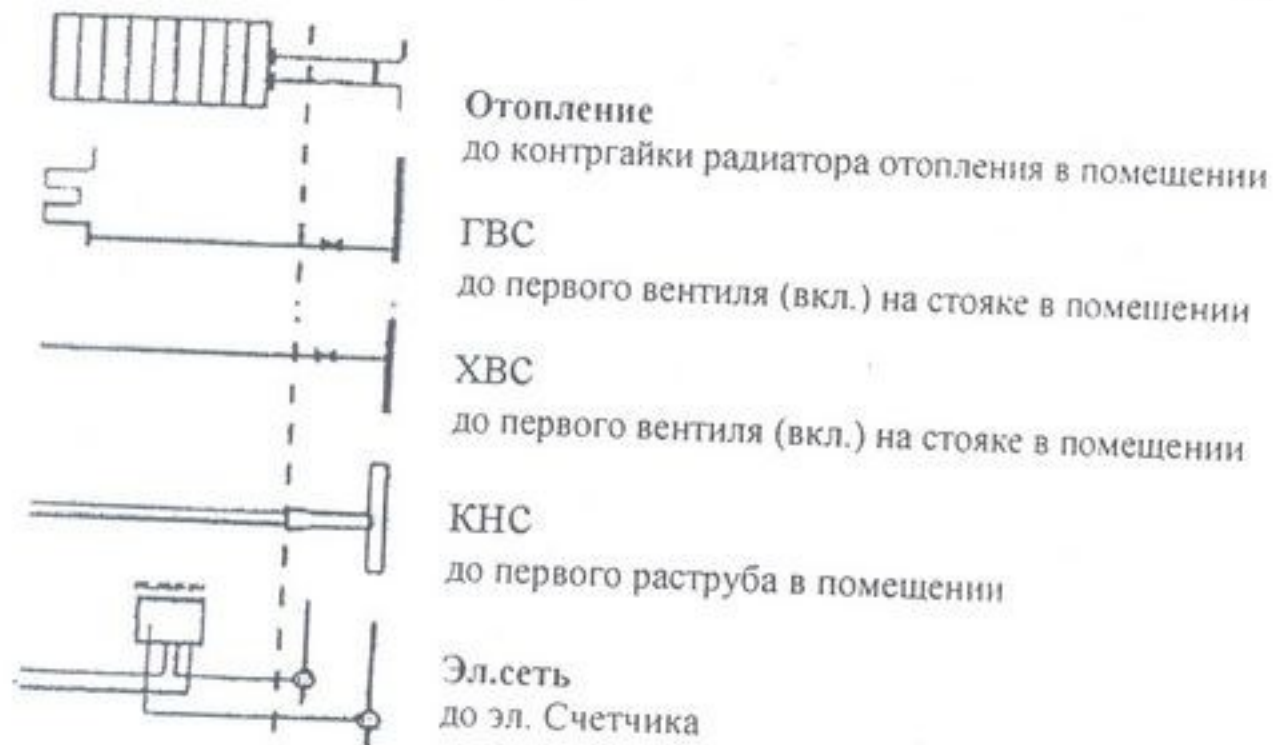 Отопление
до контргайки радиатора отопления в помещении
ГВС
до первого вентиля (вкл.) на стояке в помещении
ХВС
до первого вентиля (вкл.) на стояке в помещении
КНС
до первого раструба в помещении
Эл.сеть
до эл. Счетчика